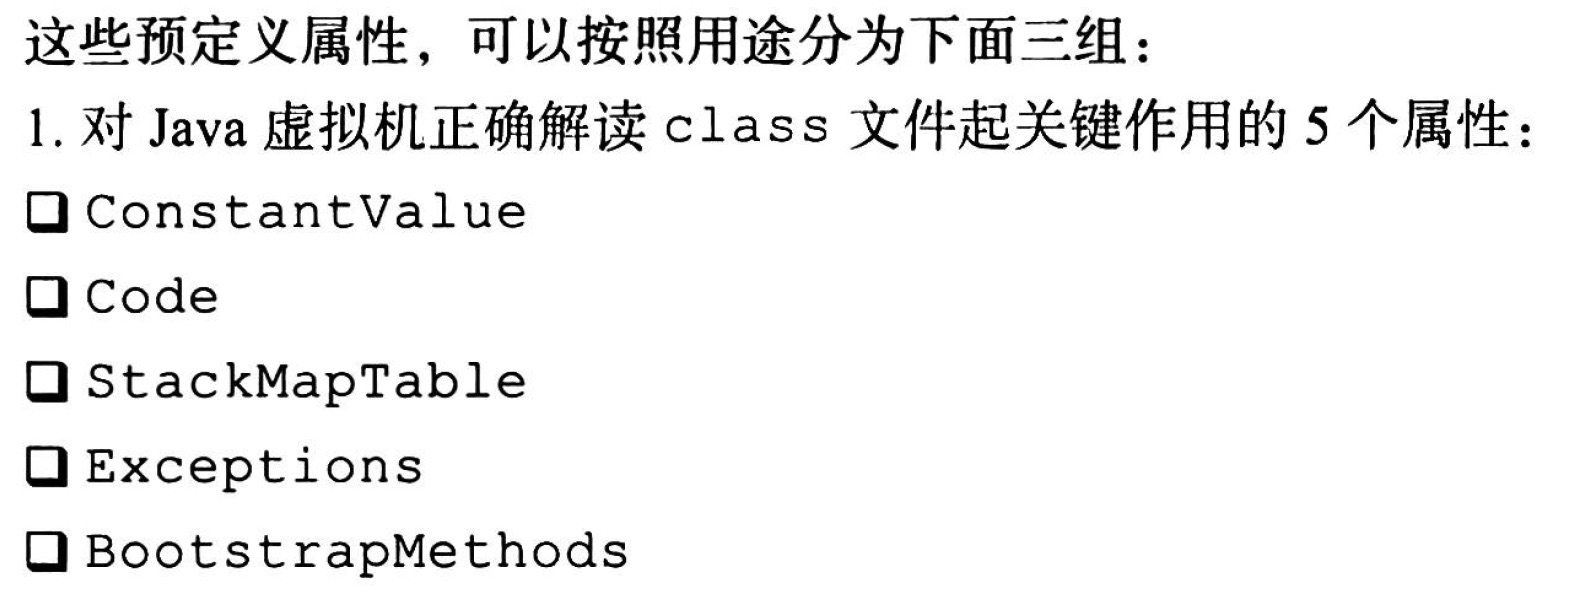 这些预定义属性，可以按照用途分为下面三组：
1. 对 Java 虚拟机正确解读 class 文件起关键作用的 5 个属性：
❑ ConstantValue
❑ Code
❑ StackMapTable
❑ Exceptions
❑ BootstrapMethods